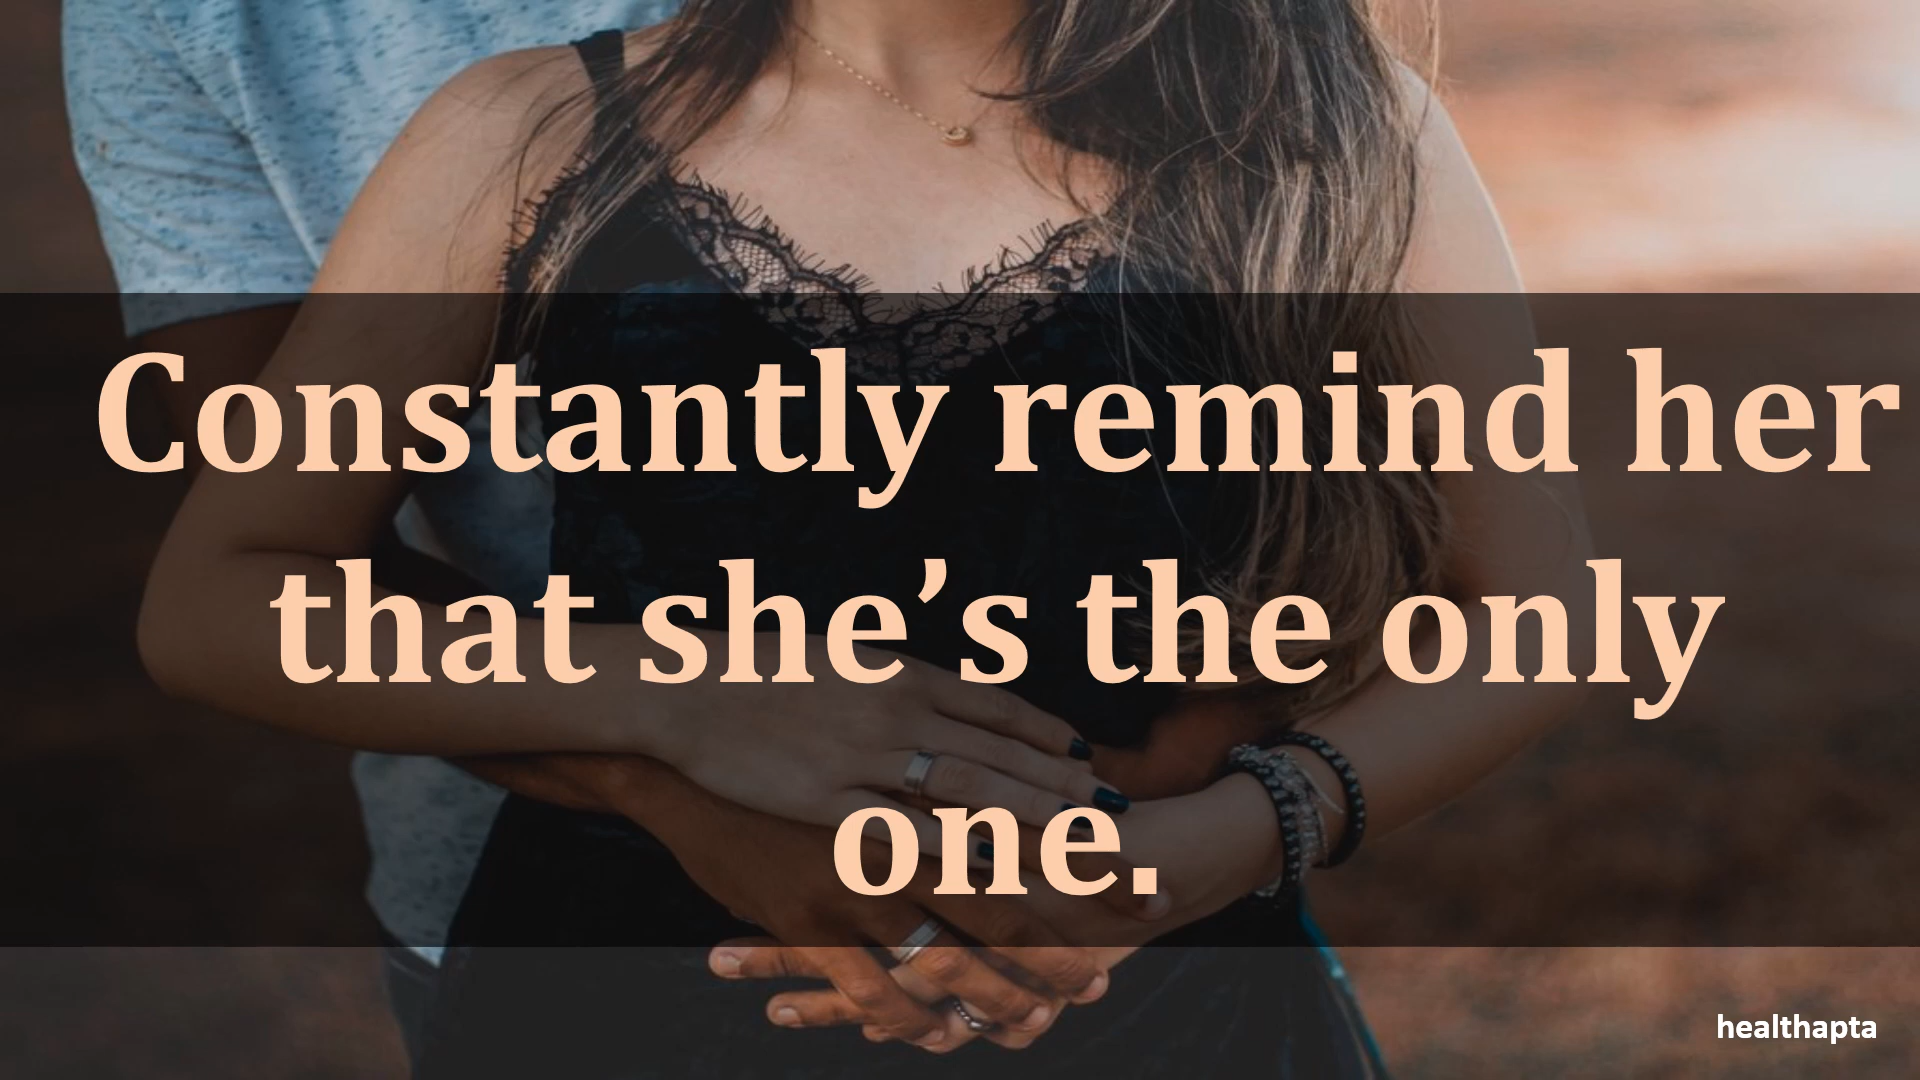 Constantly remind her
that she’s the only
one.
healthapta